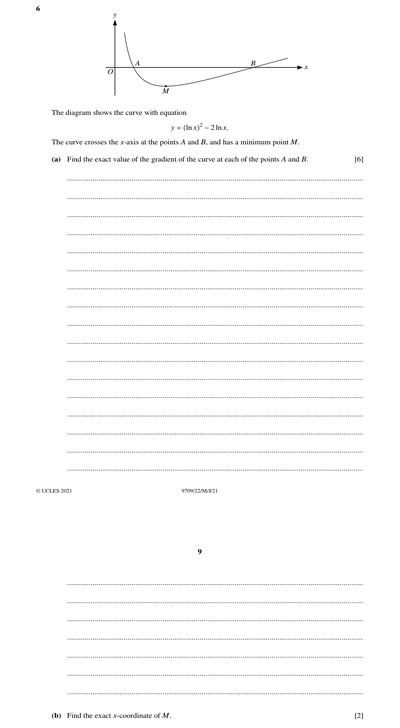 6
y
A
B
x
O
M
The diagram shows the curve with equation
y = (ln x)² − 2 ln x.
The curve crosses the x-axis at the points A and B, and has a minimum point M.
(a) Find the exact value of the gradient of the curve at each of the points A and B. [6]
© UCLES 2021 9709/22/M/J/21
9
(b) Find the exact x-coordinate of M. [2]